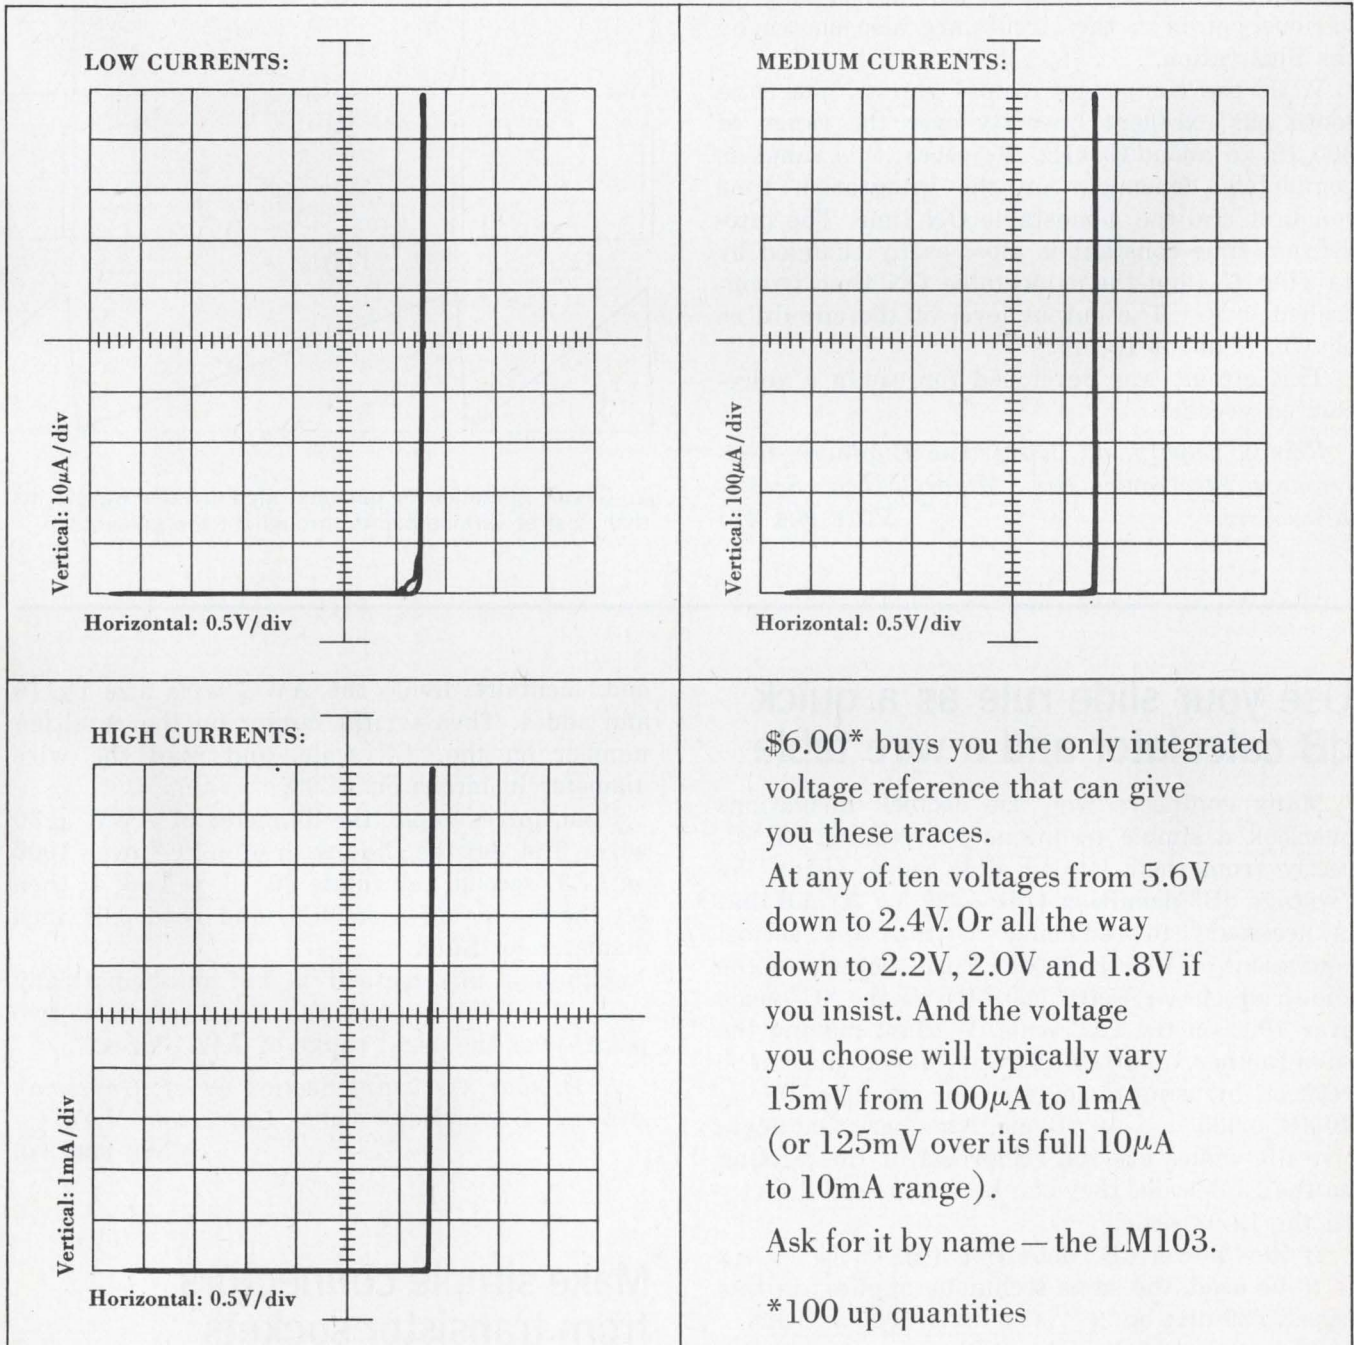 LOW CURRENTS:
Vertical: 10μA/div
Horizontal: 0.5V/div
MEDIUM CURRENTS:
Vertical: 100μA/div
Horizontal: 0.5V/div
HIGH CURRENTS:
Vertical: 1mA/div
Horizontal: 0.5V/div
$6.00* buys you the only integrated
voltage reference that can give
you these traces.
At any of ten voltages from 5.6V
down to 2.4V. Or all the way
down to 2.2V, 2.0V and 1.8V if
you insist. And the voltage
you choose will typically vary
15mV from 100μA to 1mA
(or 125mV over its full 10μA
to 10mA range).
Ask for it by name — the LM103.
*100 up quantities